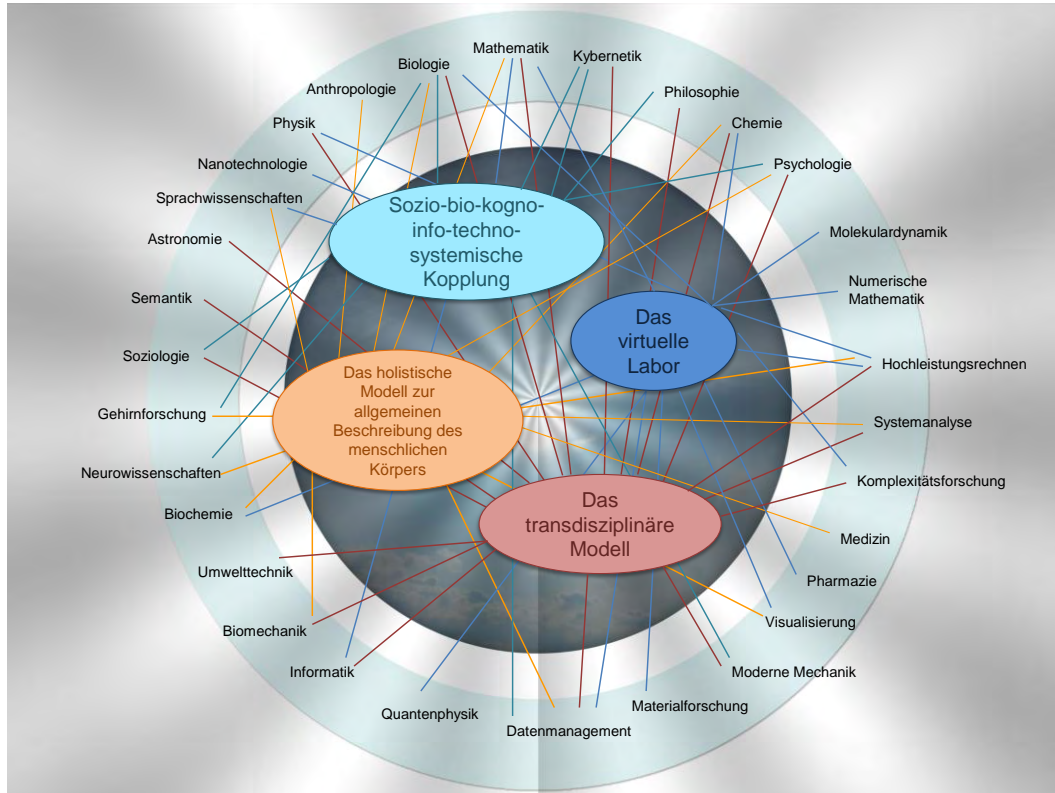 Mathematik
Kybernetik
Biologie
Anthropologie
Philosophie
Physik
Chemie
Nanotechnologie
Psychologie
Sprachwissenschaften
Sozio-bio-kogno-
info-techno-
systemische
Kopplung
Astronomie
Molekulardynamik
Semantik
Numerische
Mathematik
Das
virtuelle
Labor
Soziologie
Hochleistungsrechnen
Das holistische
Modell zur
allgemeinen
Beschreibung des
menschlichen
Körpers
Gehirnforschung
Systemanalyse
Neurowissenschaften
Komplexitätsforschung
Biochemie
Das
transdisziplinäre
Modell
Medizin
Umwelttechnik
Pharmazie
Biomechanik
Visualisierung
Informatik
Moderne Mechanik
Quantenphysik
Materialforschung
Datenmanagement